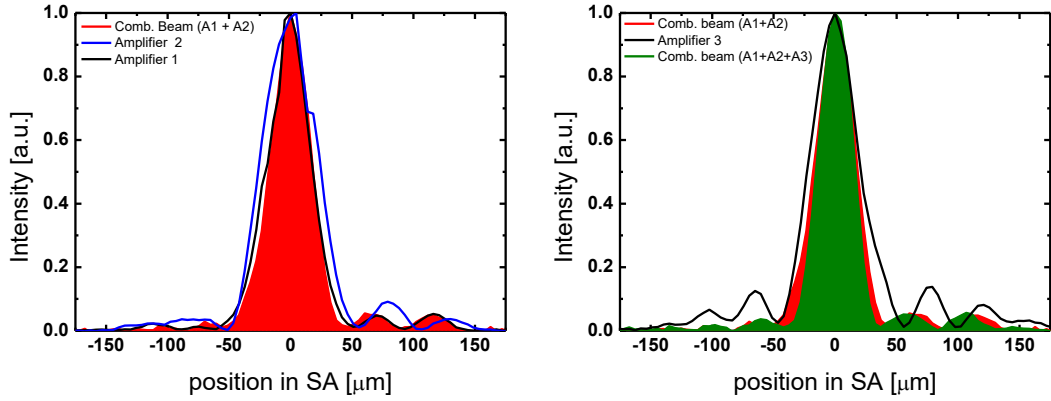 Comb. Beam (A1 + A2)
Amplifier 2
Amplifier 1
Intensity [a.u.]
1.0
0.8
0.6
0.4
0.2
0.0
-150 -100 -50 0 50 100 150
position in SA [μm]
Comb. beam (A1+A2)
Amplifier 3
Comb. beam (A1+A2+A3)
Intensity [a.u.]
1.0
0.8
0.6
0.4
0.2
0.0
-150 -100 -50 0 50 100 150
position in SA [μm]